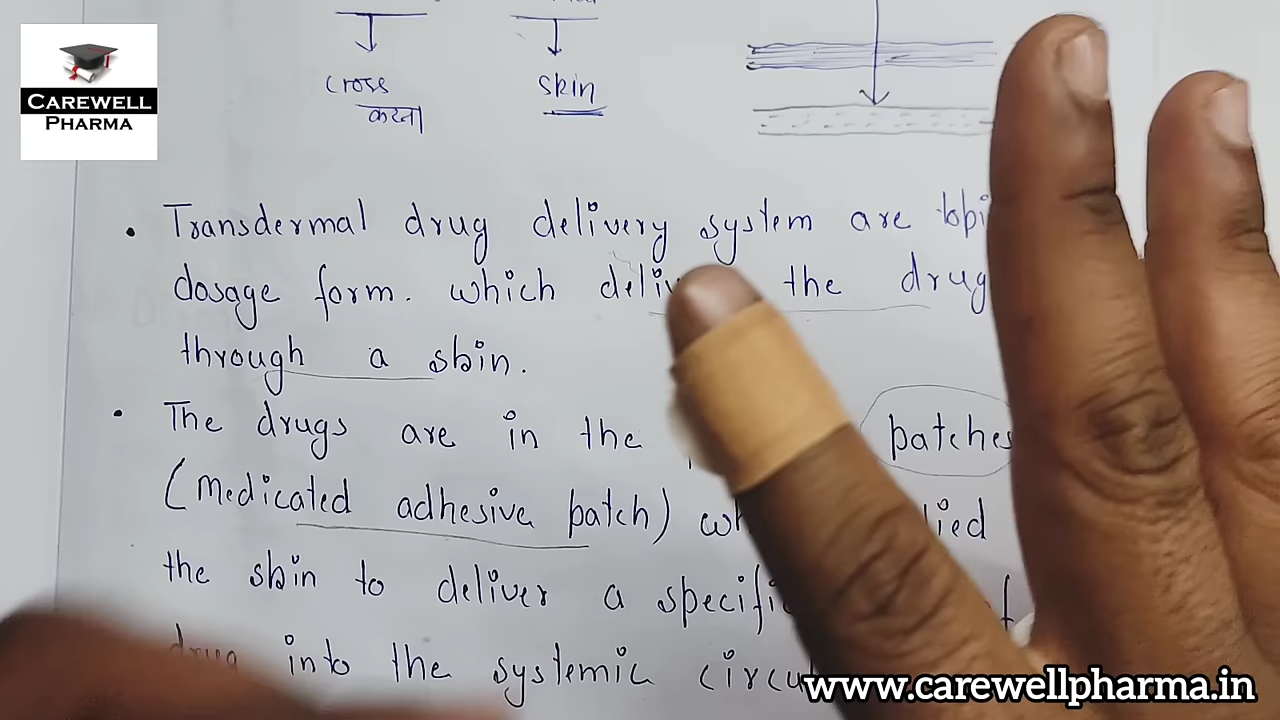 CAREWELL
PHARMA
cross
करना
skin
Transdermal drug delivery system are
dosage form. which the drug
through a skin.
The drugs are in the patches
(Medicated adhesive patch)
the skin to deliver a
drug into the systemic
www.carewellpharma.in